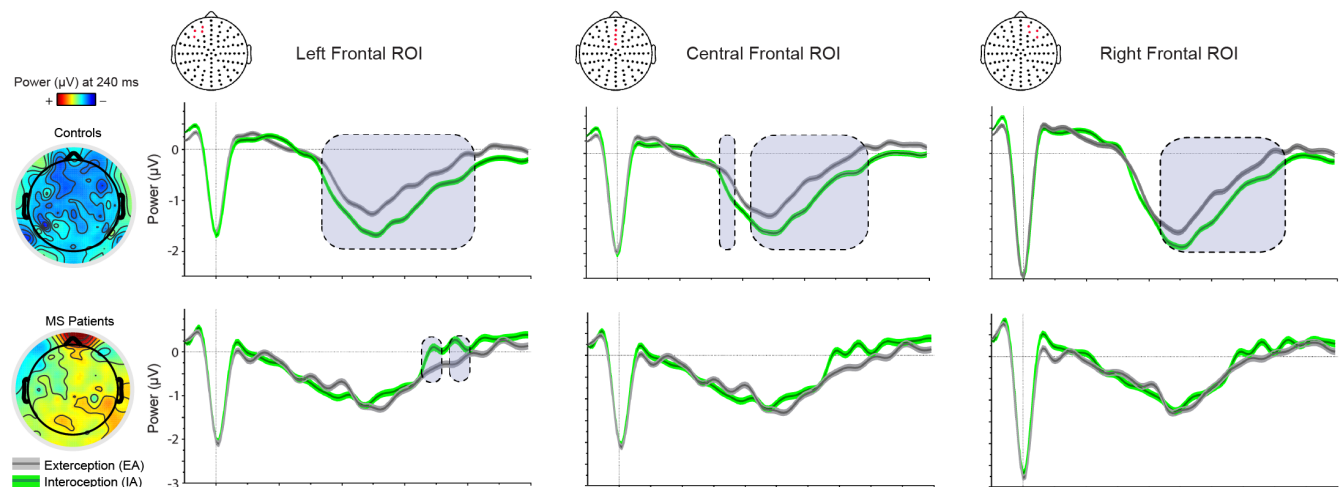 Left Frontal ROI
Central Frontal ROI
Right Frontal ROI
Power (μV) at 240 ms
+ −
Controls
Power (μV)
0
-1
-2
MS Patients
Power (μV)
0
-1
-2
-3
Exterception (EA)
Interoception (IA)